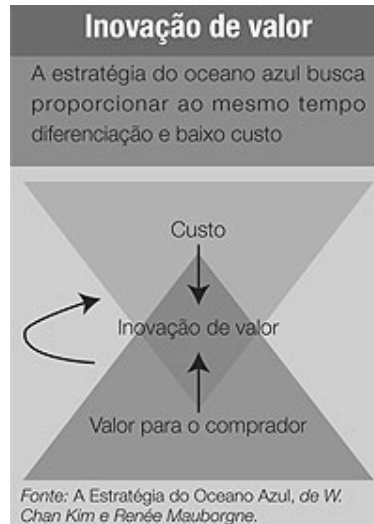 Inovação de valor
A estratégia do oceano azul busca
proporcionar ao mesmo tempo
diferenciação e baixo custo
Custo
Inovação de valor
Valor para o comprador
Fonte: A Estratégia do Oceano Azul, de W.
Chan Kim e Renée Mauborgne.